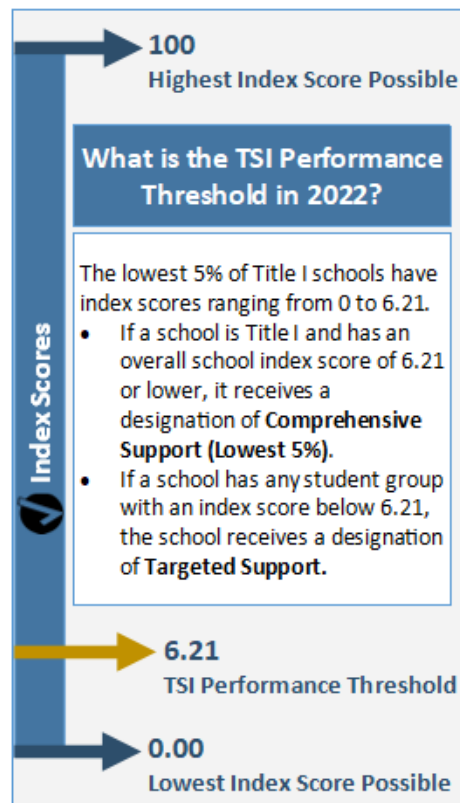 100
Highest Index Score Possible
What is the TSI Performance
Threshold in 2022?
The lowest 5% of Title I schools have
index scores ranging from 0 to 6.21.
• If a school is Title I and has an
overall school index score of 6.21
or lower, it receives a
designation of Comprehensive
Support (Lowest 5%).
• If a school has any student group
with an index score below 6.21,
the school receives a designation
of Targeted Support.
Index Scores
6.21
TSI Performance Threshold
0.00
Lowest Index Score Possible